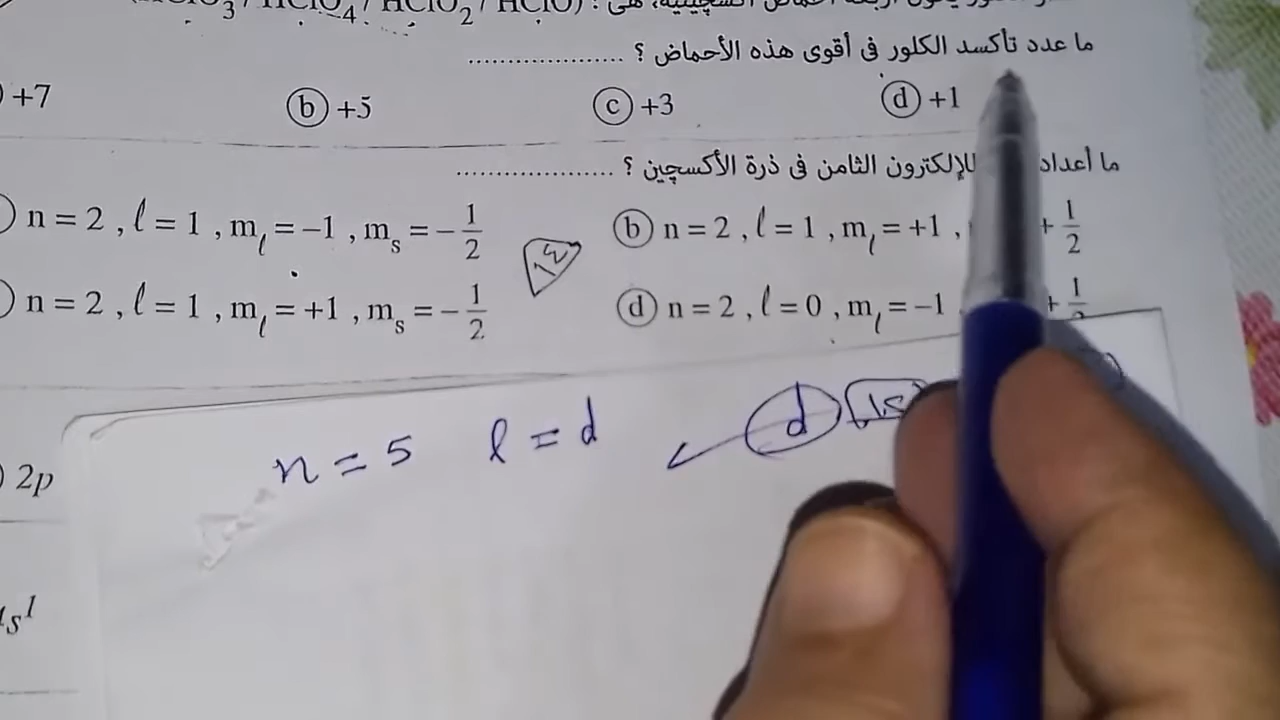 ما عدد تأكسد الكلور فى أقوى هذه الأحماض ؟ ....................
+7 ⓑ +5 ⓒ +3 ⓓ +1
ما أعداد للإلكترون الثامن فى ذرة الأكسچين ؟ ....................
n = 2 , ℓ = 1 , mℓ = –1 , ms = –1/2 ⓑ n = 2 , ℓ = 1 , mℓ = +1 , + 1/2
n = 2 , ℓ = 1 , mℓ = +1 , ms = –1/2 ⓓ n = 2 , ℓ = 0 , mℓ = –1
n = 5 ℓ = d d
2p